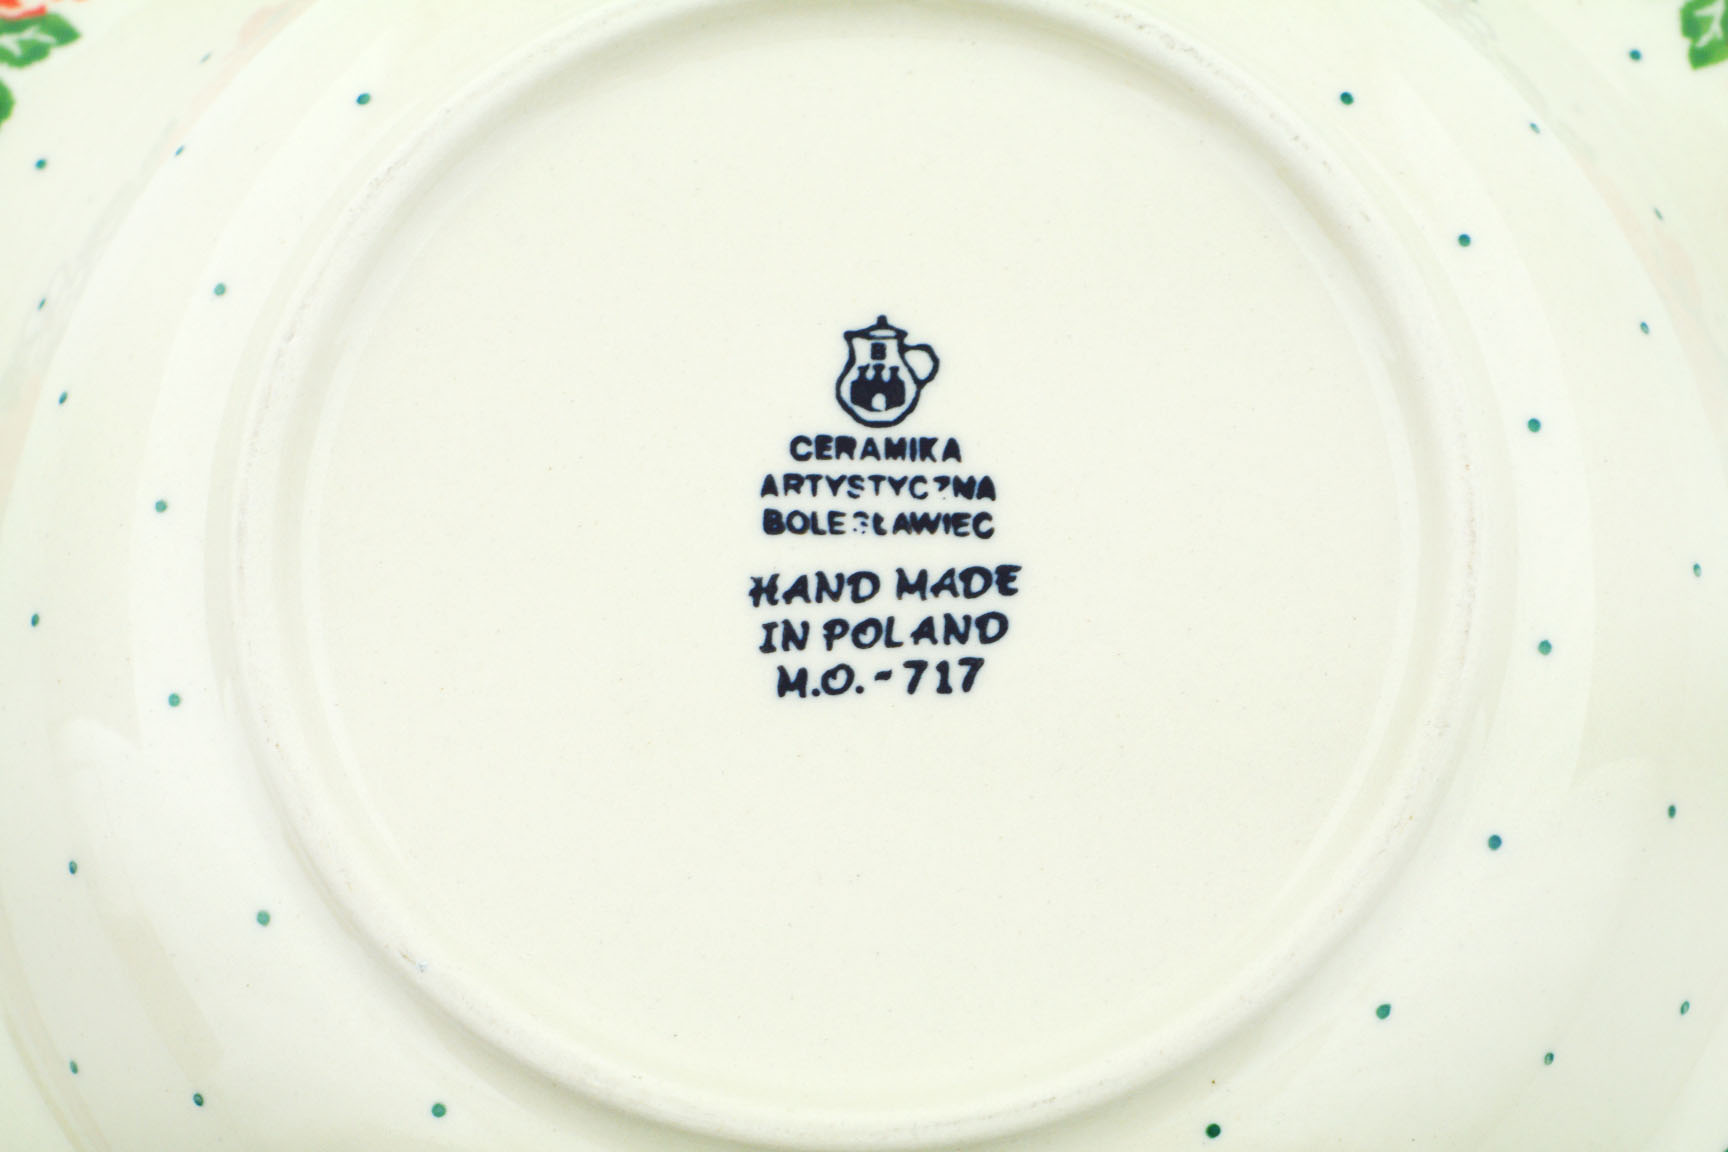 B
CERAMIKA
ARTYSTYCZNA
BOLESŁAWIEC
HAND MADE
IN POLAND
M.O.-717